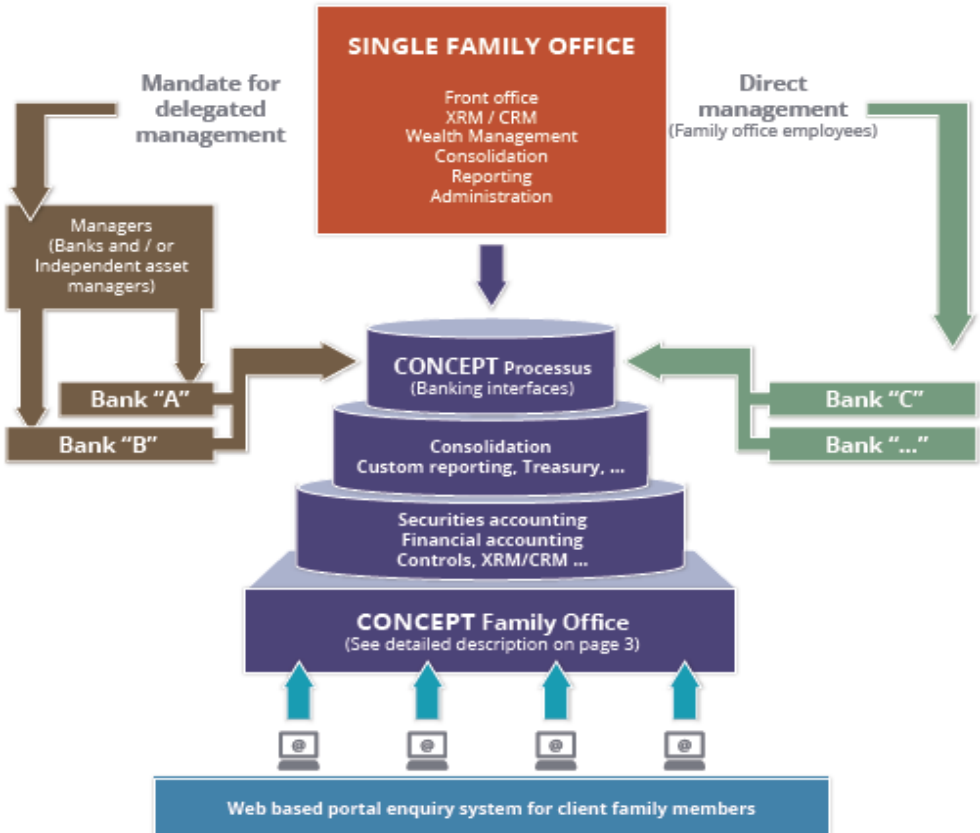 SINGLE FAMILY OFFICE
Front office
XRM / CRM
Wealth Management
Consolidation
Reporting
Administration
Mandate for
delegated
management
Direct
management
(Family office employees)
Managers
(Banks and / or
Independent asset
managers)
Bank “A”
Bank “B”
CONCEPT Processus
(Banking interfaces)
Bank “C”
Bank “...”
Consolidation
Custom reporting, Treasury, ...
Securities accounting
Financial accounting
Controls, XRM/CRM ...
CONCEPT Family Office
(See detailed description on page 3)
@ @ @ @
Web based portal enquiry system for client family members